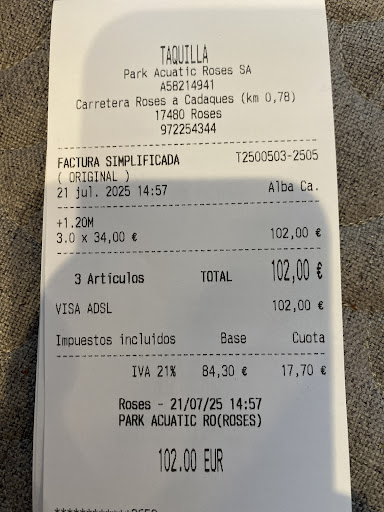 TAQUILLA
Park Acuatic Roses SA
A58214941
Carretera Roses a Cadaques (km 0,78)
17480 Roses
972254344
FACTURA SIMPLIFICADA T2500503-2505
( ORIGINAL )
21 jul. 2025 14:57 Alba Ca.
+1.20M
3.0 x 34,00 € 102,00 €
3 Artículos TOTAL 102,00 €
VISA ADSL 102,00 €
Impuestos incluidos Base Cuota
IVA 21% 84,30 € 17,70 €
Roses - 21/07/25 14:57
PARK ACUATIC RO(ROSES)
102.00 EUR